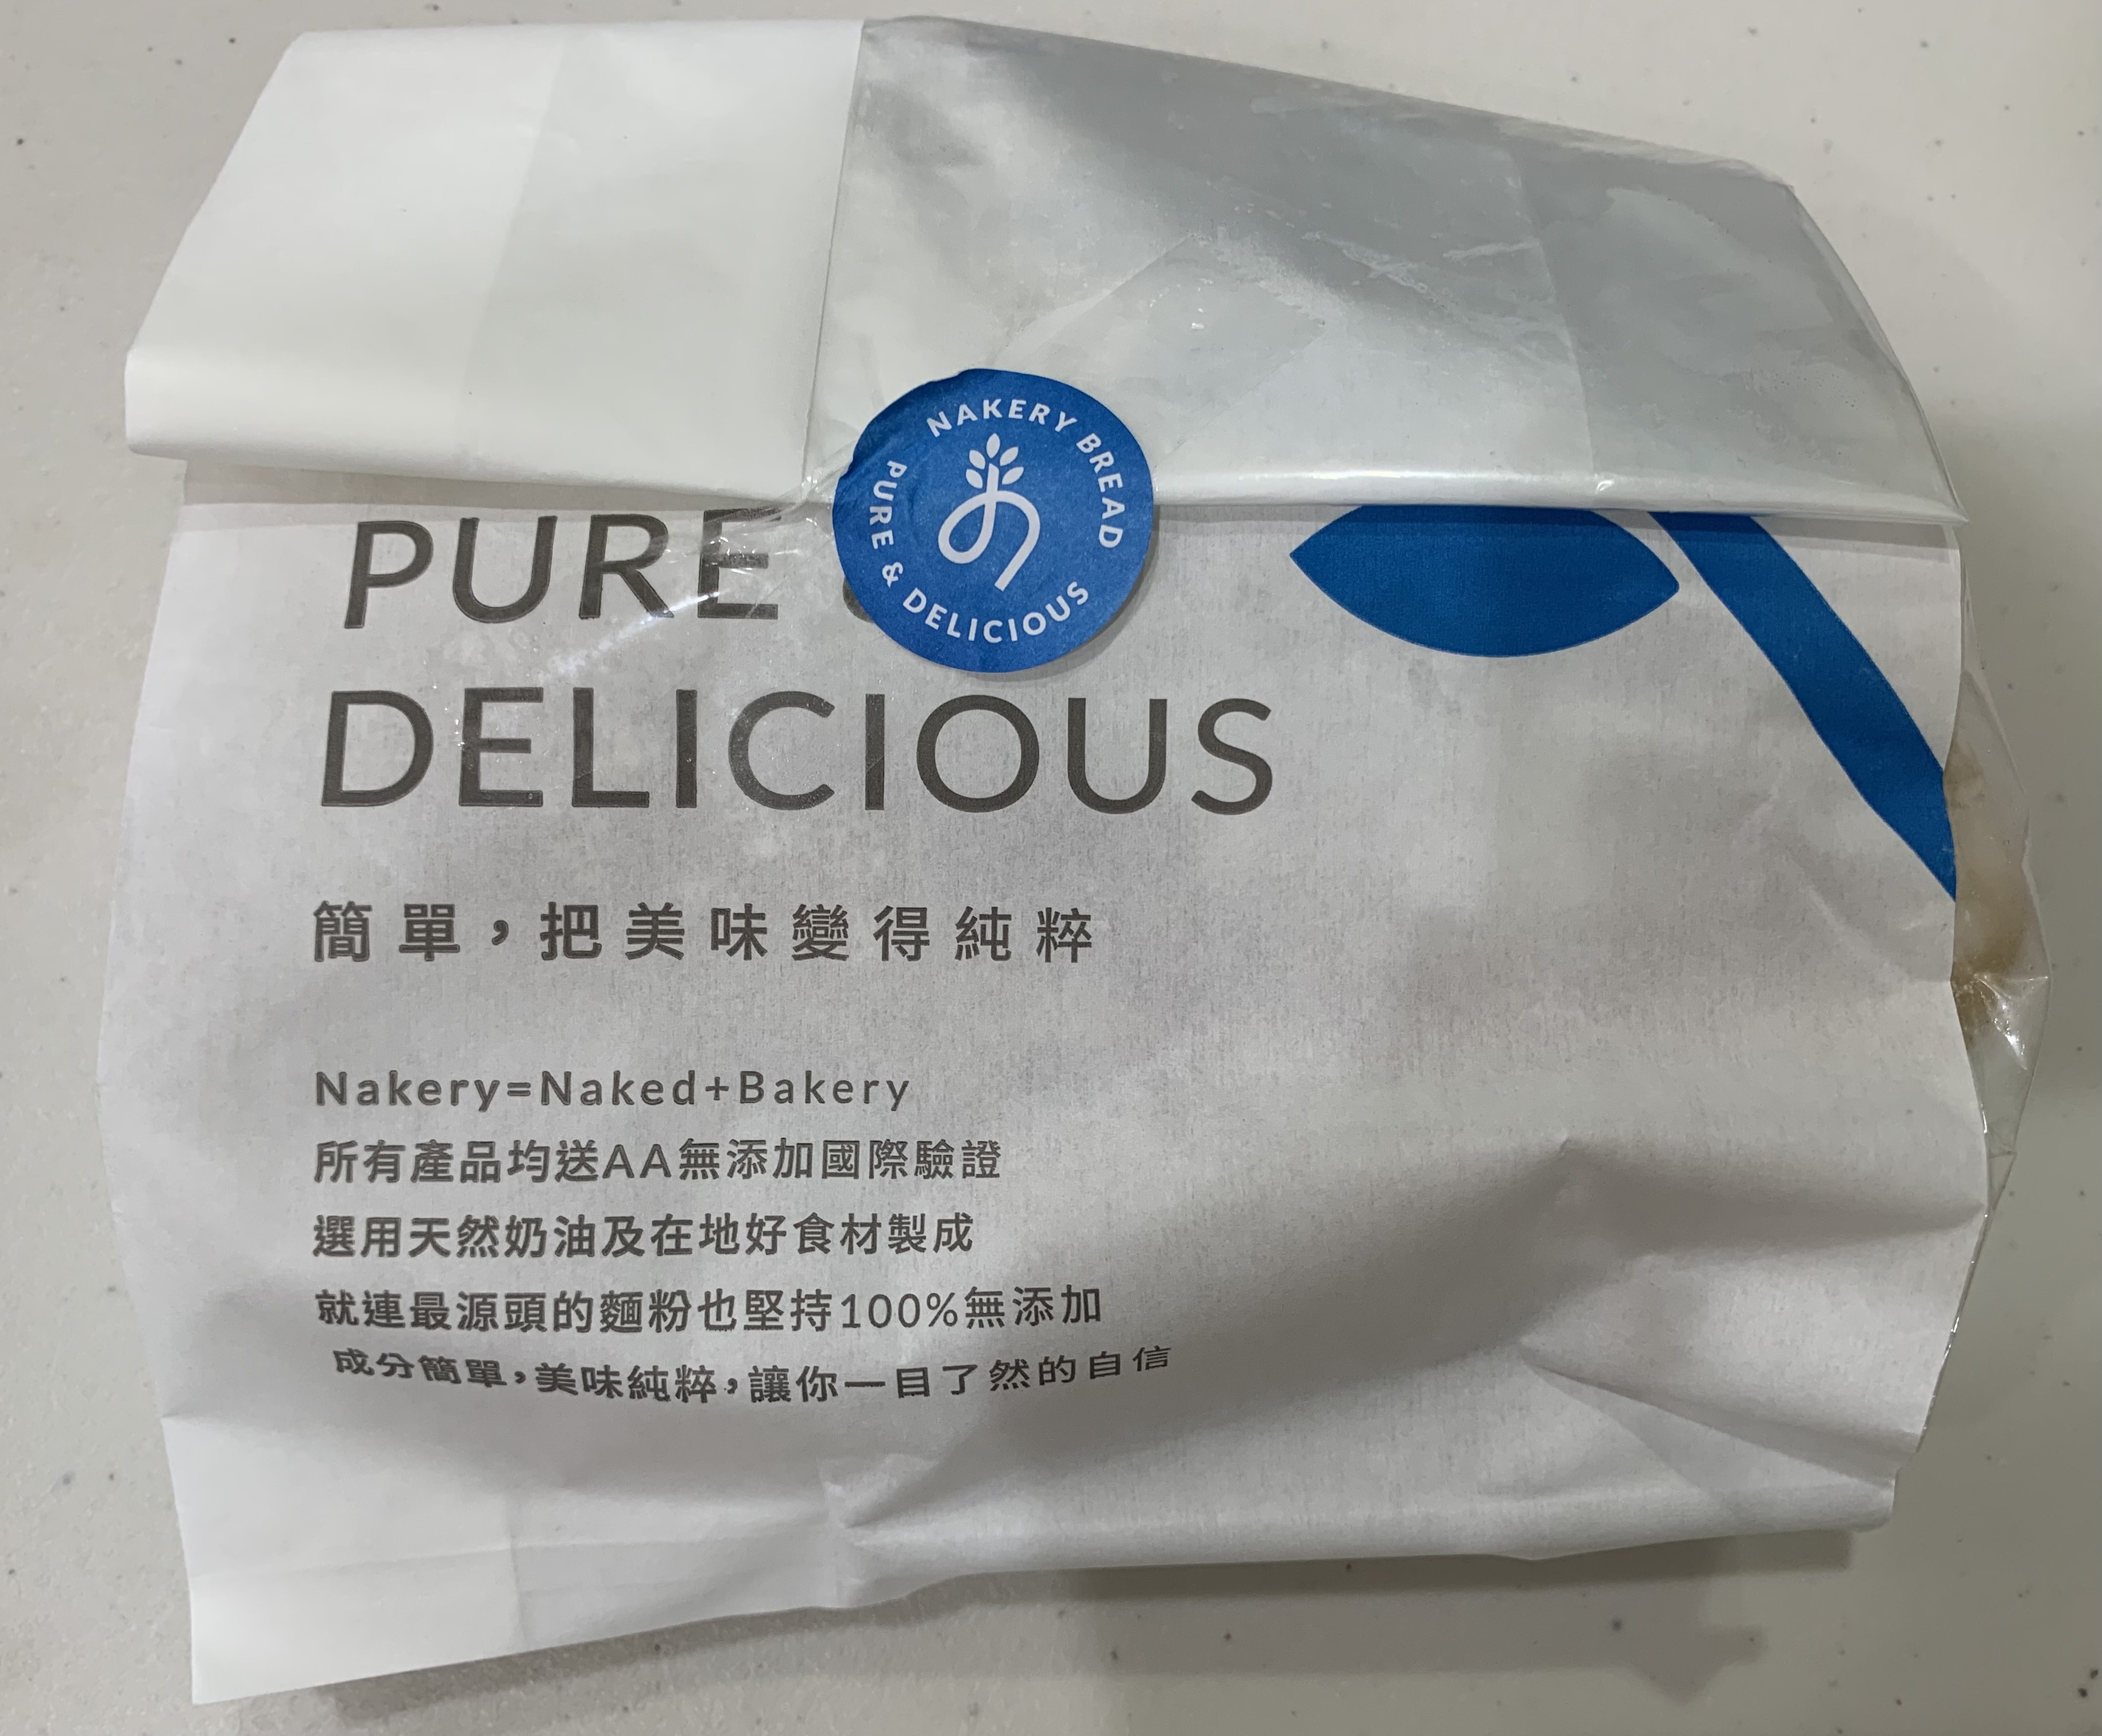 NAKERY BREAD
PURE & DELICIOUS
PURE
DELICIOUS
簡單，把美味變得純粹
Nakery=Naked+Bakery
所有產品均送AA無添加國際驗證
選用天然奶油及在地好食材製成
就連最源頭的麵粉也堅持100%無添加
成分簡單，美味純粹，讓你一目了然的自信